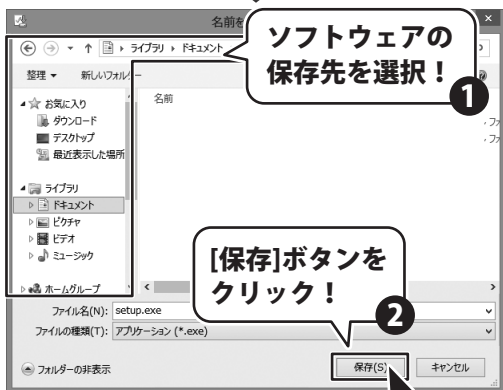 名前を
ソフトウェアの
保存先を選択!
1
ライブラリ ▸ ドキュメント
整理 ▼ 新しいフォルダー
お気に入り
ダウンロード
デスクトップ
最近表示した場所
名前
ライブラリ
ドキュメント
ピクチャ
ビデオ
ミュージック
ホームグループ
[保存]ボタンを
クリック!
2
ファイル名(N): setup.exe
ファイルの種類(T): アプリケーション (*.exe)
フォルダーの非表示
保存(S)
キャンセル